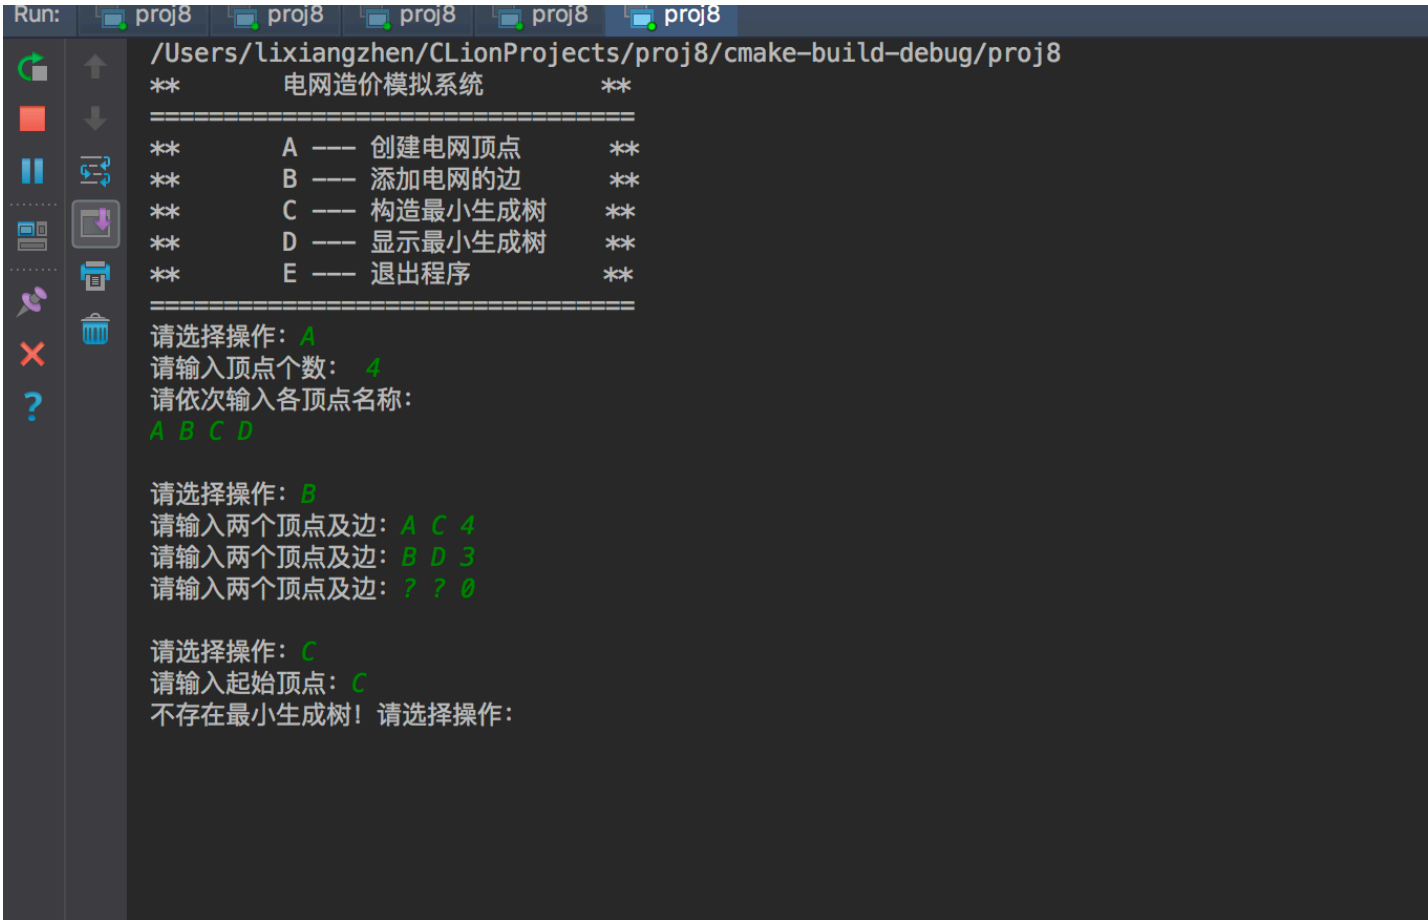 Run: proj8 proj8 proj8 proj8 proj8
/Users/lixiangzhen/CLionProjects/proj8/cmake-build-debug/proj8
** 电网造价模拟系统 **
=================================
** A --- 创建电网顶点 **
** B --- 添加电网的边 **
** C --- 构造最小生成树 **
** D --- 显示最小生成树 **
** E --- 退出程序 **
=================================
请选择操作：A
请输入顶点个数： 4
请依次输入各顶点名称：
A B C D
请选择操作：B
请输入两个顶点及边：A C 4
请输入两个顶点及边：B D 3
请输入两个顶点及边：? ? 0
请选择操作：C
请输入起始顶点：C
不存在最小生成树！请选择操作：